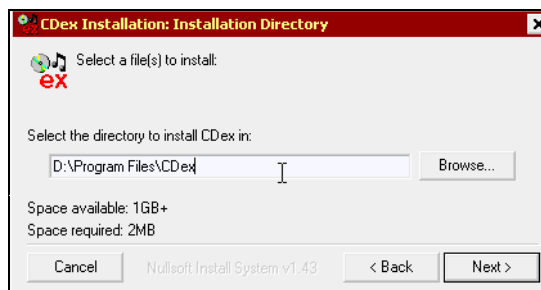 CDex Installation: Installation Directory
ex
Select a file(s) to install:
Select the directory to install CDex in:
D:\Program Files\CDex
Browse...
Space available: 1GB+
Space required: 2MB
Cancel
Nullsoft Install System v1.43
< Back
Next >